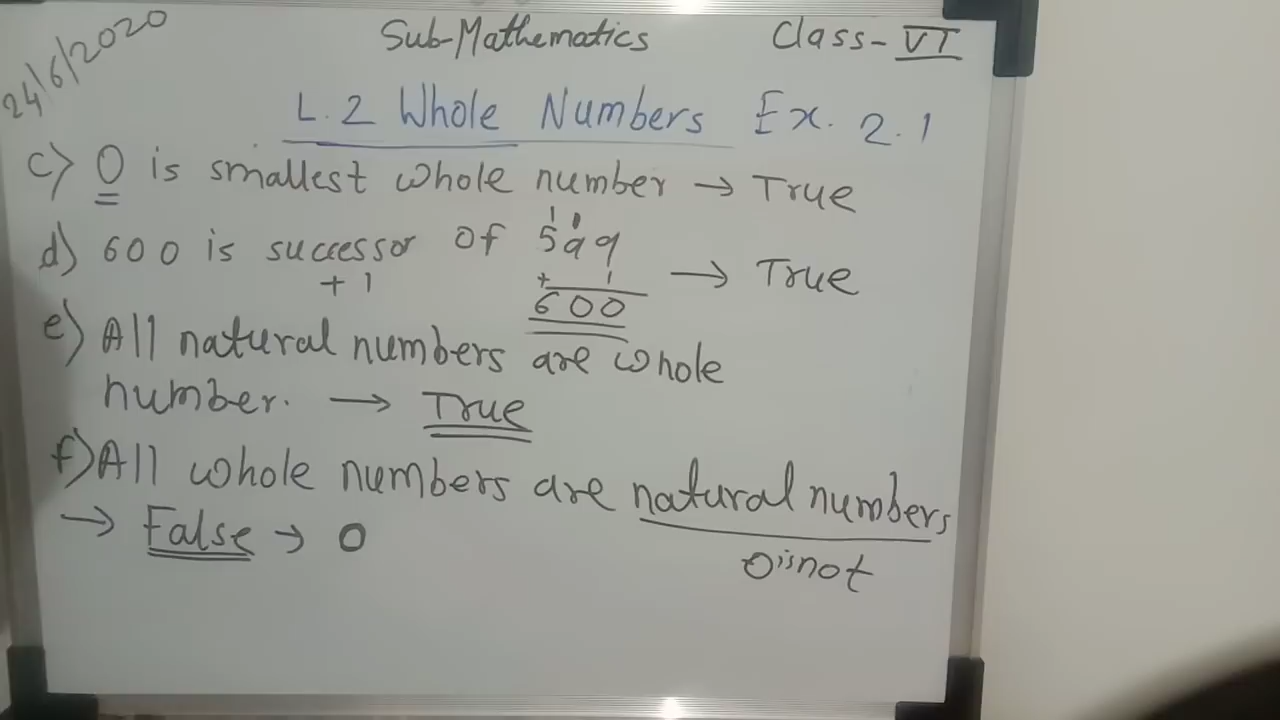 24/6/2020
Sub-Mathematics Class-VI
L.2 Whole Numbers Ex. 2.1
c) 0 is smallest whole number → True
d) 600 is successor of 599 → True
+1
1 1
+ 1
600
e) All natural numbers are whole
number. → True
f) All whole numbers are natural numbers
→ False → 0
0 is not